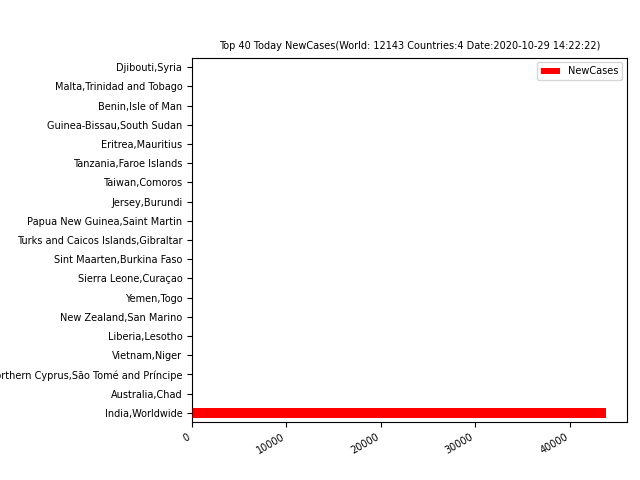 Top 40 Today NewCases(World: 12143 Countries:4 Date:2020-10-29 14:22:22)
NewCases
Djibouti,Syria
Malta,Trinidad and Tobago
Benin,Isle of Man
Guinea-Bissau,South Sudan
Eritrea,Mauritius
Tanzania,Faroe Islands
Taiwan,Comoros
Jersey,Burundi
Papua New Guinea,Saint Martin
Turks and Caicos Islands,Gibraltar
Sint Maarten,Burkina Faso
Sierra Leone,Curaçao
Yemen,Togo
New Zealand,San Marino
Liberia,Lesotho
Vietnam,Niger
rthern Cyprus,São Tomé and Príncipe
Australia,Chad
India,Worldwide
0 10000 20000 30000 40000